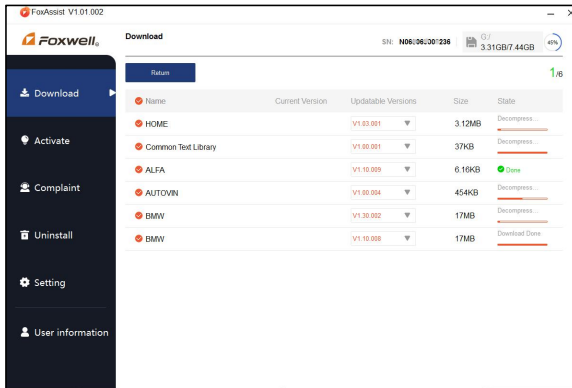 FoxAssist V1.01.002
FOXWELL
Download
G:/
3.31GB/7.44GB
45%
SN:
Return
1/6
Name Current Version Updatable Versions Size State
HOME V1.03.001 3.12MB Decompress...
Common Text Library V1.00.001 37KB Decompress...
ALFA V1.10.009 6.16KB Done
AUTOVIN V1.00.004 454KB Decompress...
BMW V1.30.002 17MB Decompress...
BMW V1.10.008 17MB Download Done
Download
Activate
Complaint
Uninstall
Setting
User information